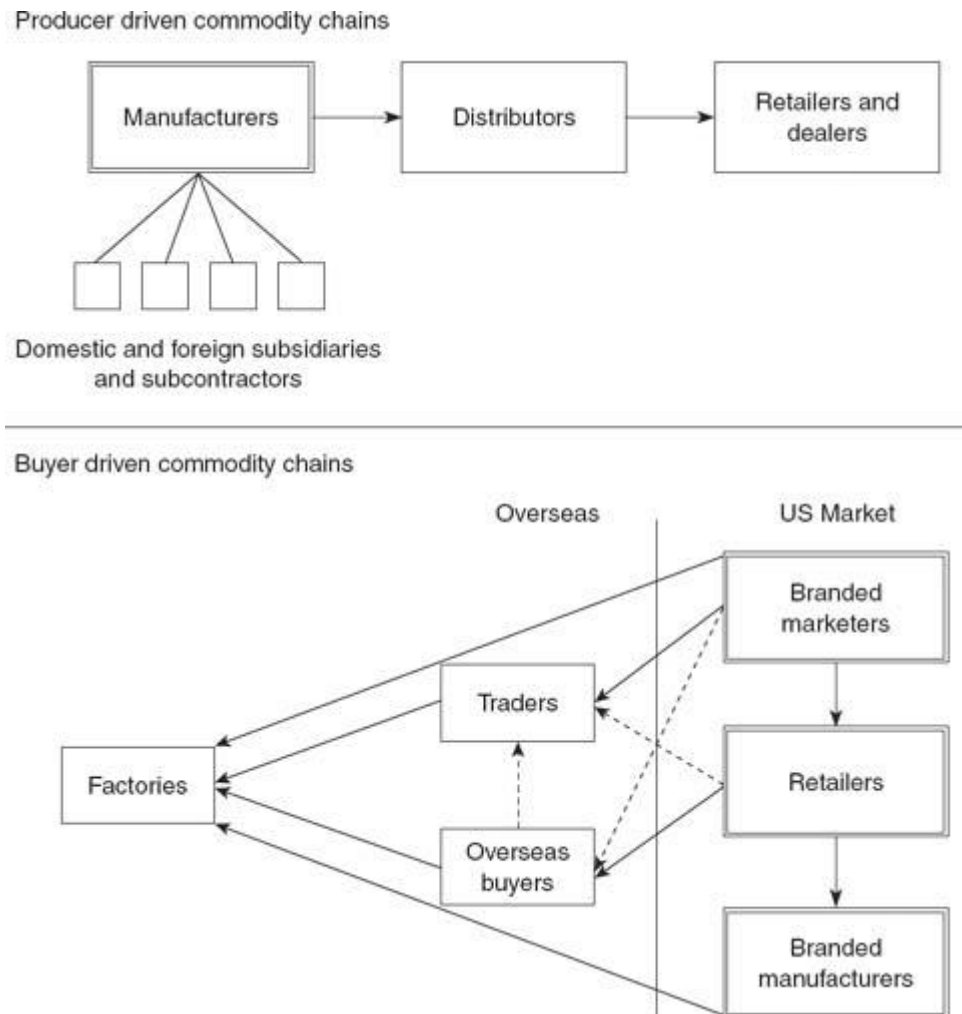 Producer driven commodity chains
Manufacturers
Distributors
Retailers and
dealers
Domestic and foreign subsidiaries
and subcontractors
Buyer driven commodity chains
Overseas
US Market
Branded
marketers
Traders
Factories
Retailers
Overseas
buyers
Branded
manufacturers